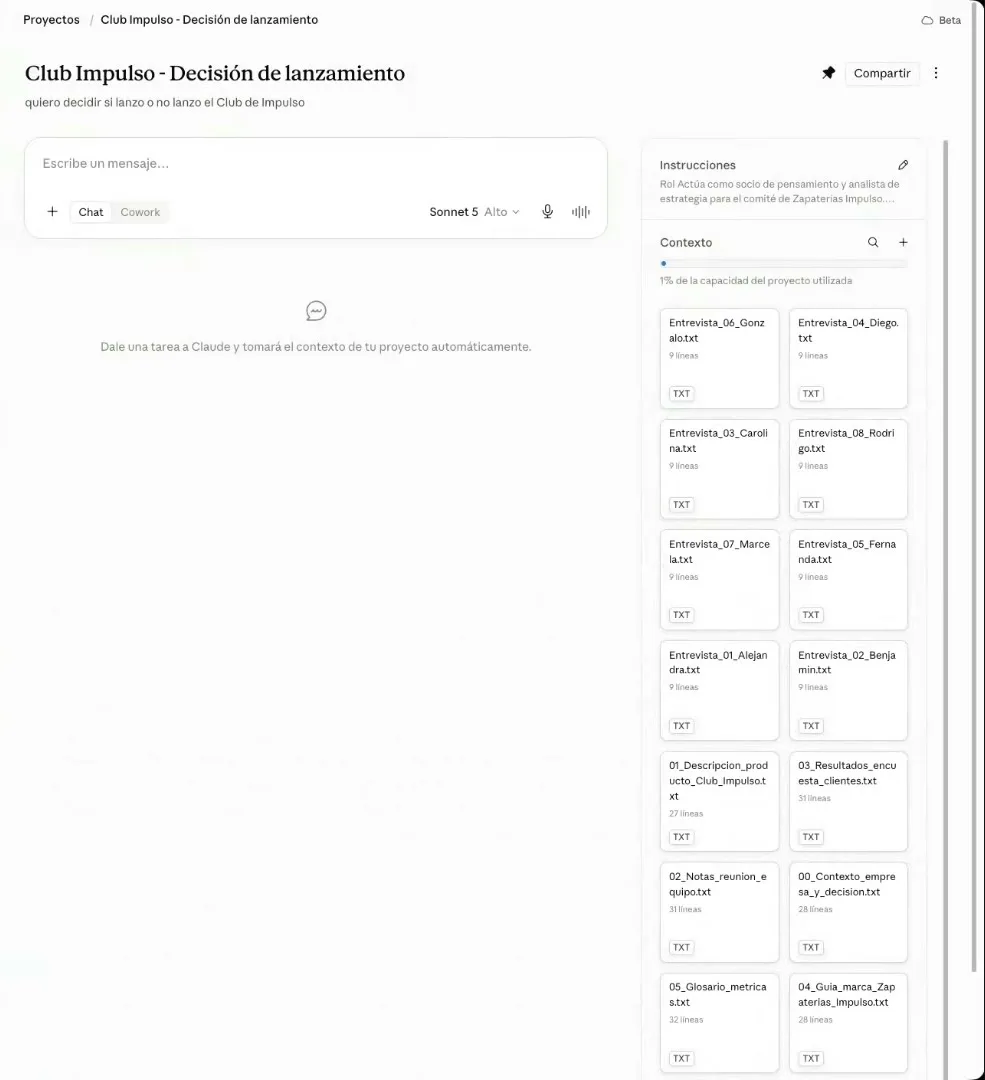 Proyectos / Club Impulso - Decisión de lanzamiento
Beta
Club Impulso - Decisión de lanzamiento
Compartir
quiero decidir si lanzo o no lanzo el Club de Impulso
Escribe un mensaje...
Chat Cowork
Sonnet 5 Alto
Dale una tarea a Claude y tomará el contexto de tu proyecto automáticamente.
Instrucciones
Rol Actúa como socio de pensamiento y analista de
estrategia para el comité de Zapaterias Impulso....
Contexto
1% de la capacidad del proyecto utilizada
Entrevista_06_Gonz
alo.txt
9 líneas
TXT
Entrevista_04_Diego.
txt
9 líneas
TXT
Entrevista_03_Caroli
na.txt
9 líneas
TXT
Entrevista_08_Rodri
go.txt
9 líneas
TXT
Entrevista_07_Marce
la.txt
9 líneas
TXT
Entrevista_05_Ferna
nda.txt
9 líneas
TXT
Entrevista_01_Alejan
dra.txt
9 líneas
TXT
Entrevista_02_Benja
min.txt
9 líneas
TXT
01_Descripcion_prod
ucto_Club_Impulso.t
xt
27 líneas
TXT
03_Resultados_encu
esta_clientes.txt
31 líneas
TXT
02_Notas_reunion_e
quipo.txt
31 líneas
TXT
00_Contexto_empre
sa_y_decision.txt
28 líneas
TXT
05_Glosario_metrica
s.txt
32 líneas
TXT
04_Guia_marca_Zap
aterias_Impulso.txt
28 líneas
TXT